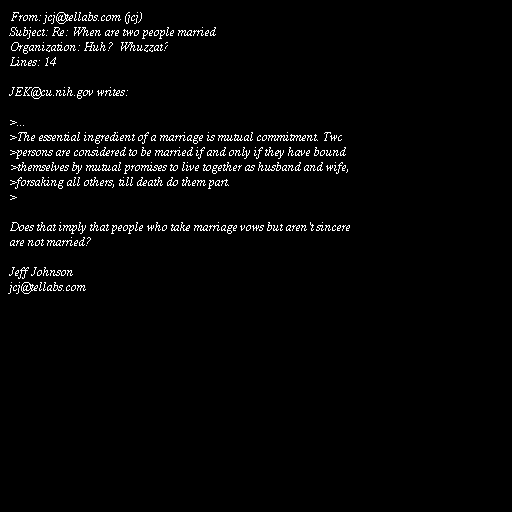 From: jcj@tellabs.com (jcj)
Subject: Re: When are two people married
Organization: Huh?  Whuzzat?
Lines: 14

JEK@cu.nih.gov writes:

>...
>The essential ingredient of a marriage is mutual commitment. Twc
>persons are considered to be married if and only if they have bound
>themselves by mutual promises to live together as husband and wife,
>forsaking all others, till death do them part.
>

Does that imply that people who take marriage vows but aren't sincere
are not married?

Jeff Johnson
jcj@tellabs.com